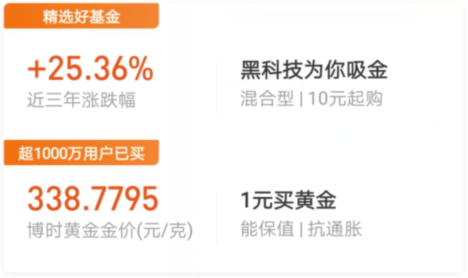 精选好基金
+25.36%
近三年涨跌幅
黑科技为你吸金
混合型 | 10元起购
超1000万用户已买
338.7795
博时黄金金价(元/克)
1元买黄金
能保值 | 抗通胀